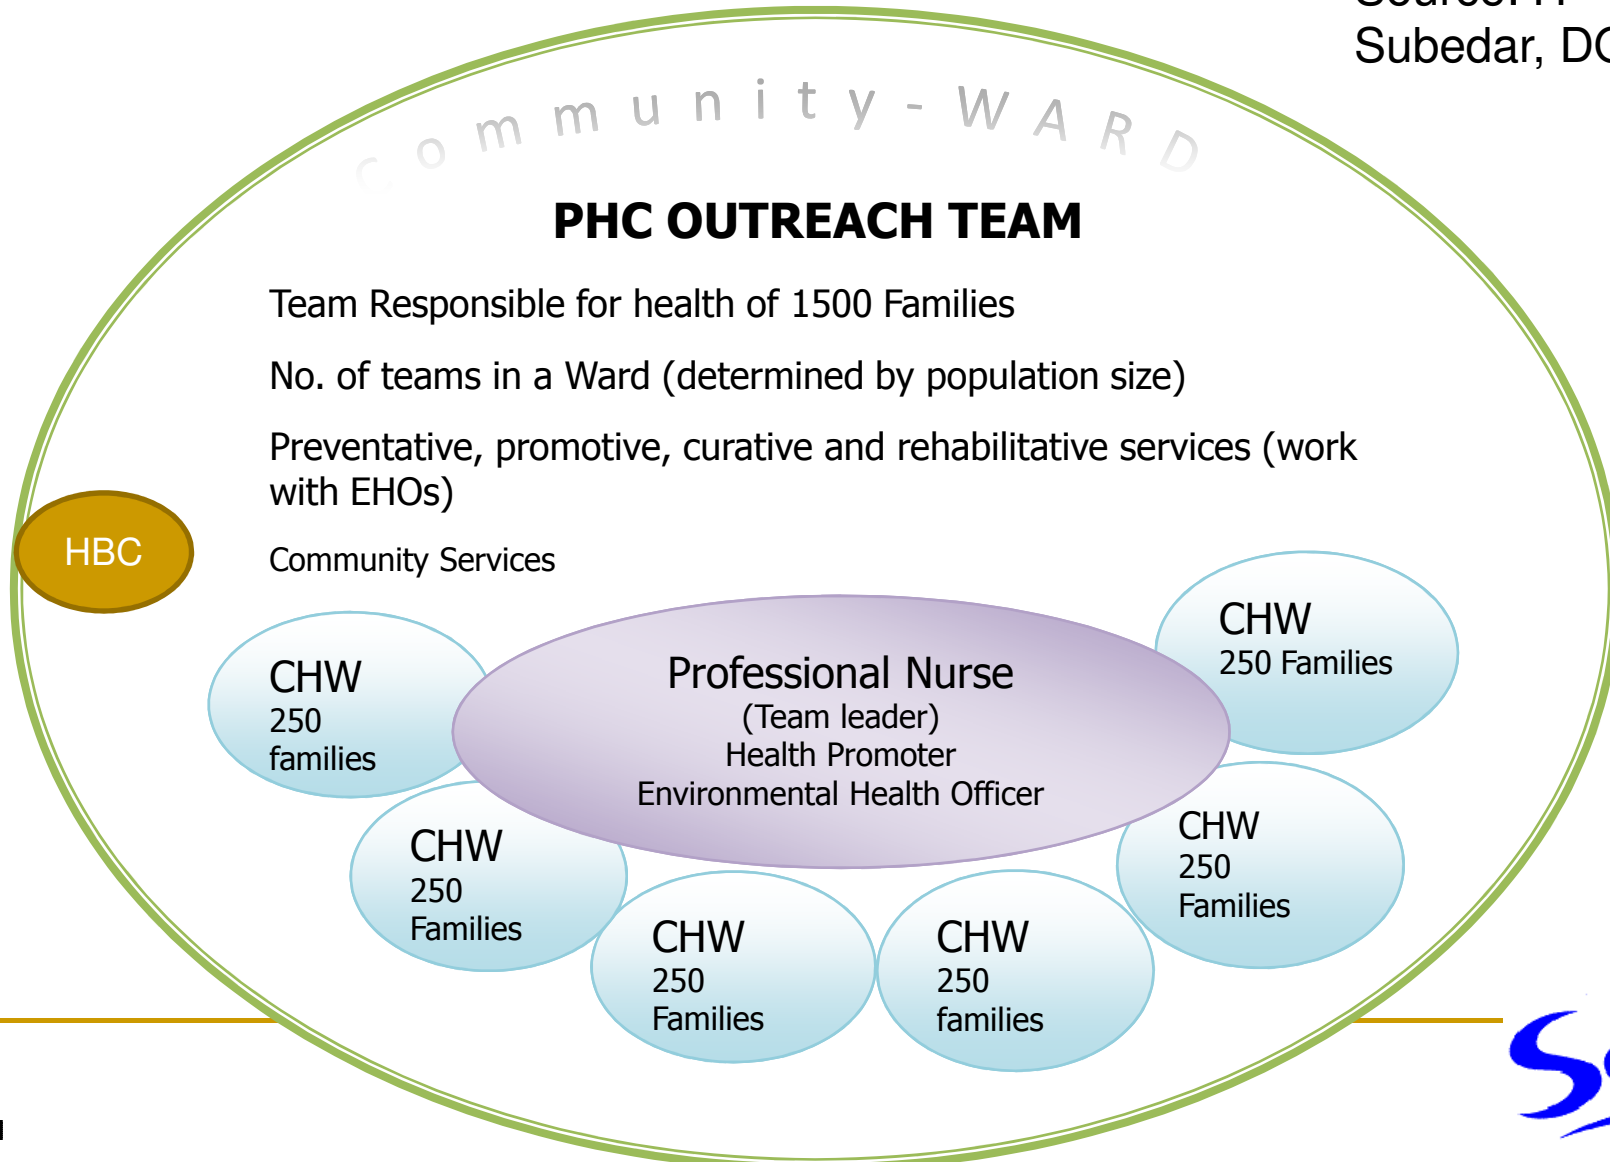 Subedar,
Community-WARD
PHC OUTREACH TEAM
Team Responsible for health of 1500 Families
No. of teams in a Ward (determined by population size)
Preventative, promotive, curative and rehabilitative services (work
with EHOs)
HBC
Community Services
CHW
250
families
Professional Nurse
(Team leader)
Health Promoter
Environmental Health Officer
CHW
250 Families
CHW
250
Families
CHW
250
Families
CHW
250
families
CHW
250
Families